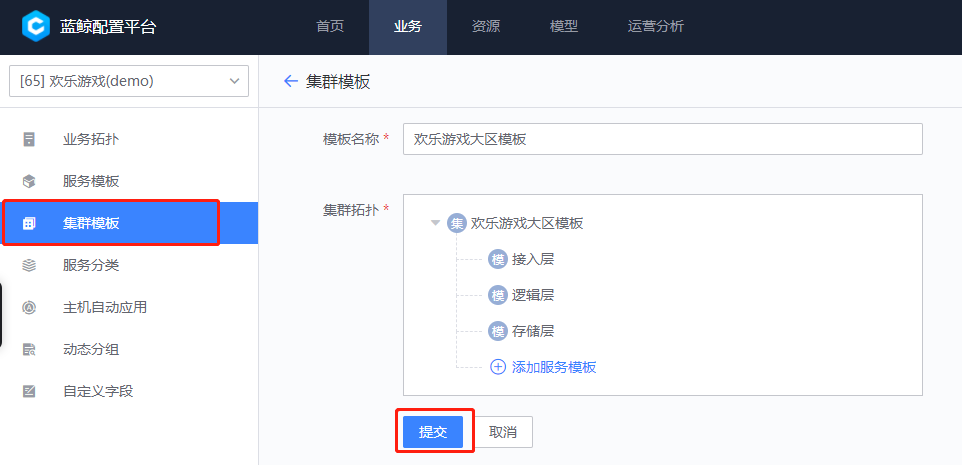 蓝鲸配置平台 首页 业务 资源 模型 运营分析
[65] 欢乐游戏(demo)
集群模板
业务拓扑
服务模板
集群模板
服务分类
主机自动应用
动态分组
自定义字段
模板名称 * 欢乐游戏大区模板
集群拓扑 *
集 欢乐游戏大区模板
模 接入层
模 逻辑层
模 存储层
添加服务模板
提交 取消